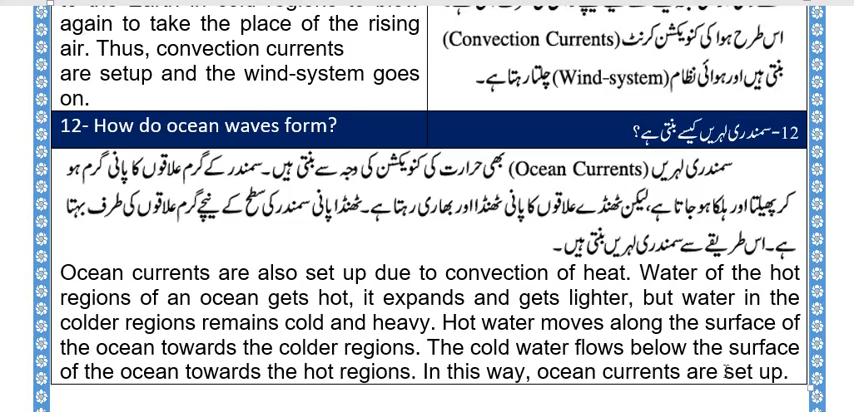 again to take the place of the rising
air. Thus, convection currents
are setup and the wind-system goes
on.
اس طرح ہوا کی کنویکشن کرنٹ (Convection Currents)
بنتی ہیں اور ہوائی نظام (Wind-system) چلتا رہتا ہے۔
12- How do ocean waves form?
12- سمندری لہریں کیسے بنتی ہے؟
سمندری لہریں (Ocean Currents) بھی حرارت کی کنویکشن کی وجہ سے بنتی ہیں۔ سمندر کے گرم علاقوں کا پانی گرم ہو
کر پھیلتا اور ہلکا ہو جاتا ہے، لیکن ٹھنڈے علاقوں کا پانی ٹھنڈا اور بھاری رہتا ہے۔ ٹھنڈا پانی سمندر کی سطح کے نیچے گرم علاقوں کی طرف بہتا
ہے۔ اس طریقے سے سمندری لہریں بنتی ہیں۔
Ocean currents are also set up due to convection of heat. Water of the hot
regions of an ocean gets hot, it expands and gets lighter, but water in the
colder regions remains cold and heavy. Hot water moves along the surface of
the ocean towards the colder regions. The cold water flows below the surface
of the ocean towards the hot regions. In this way, ocean currents are set up.